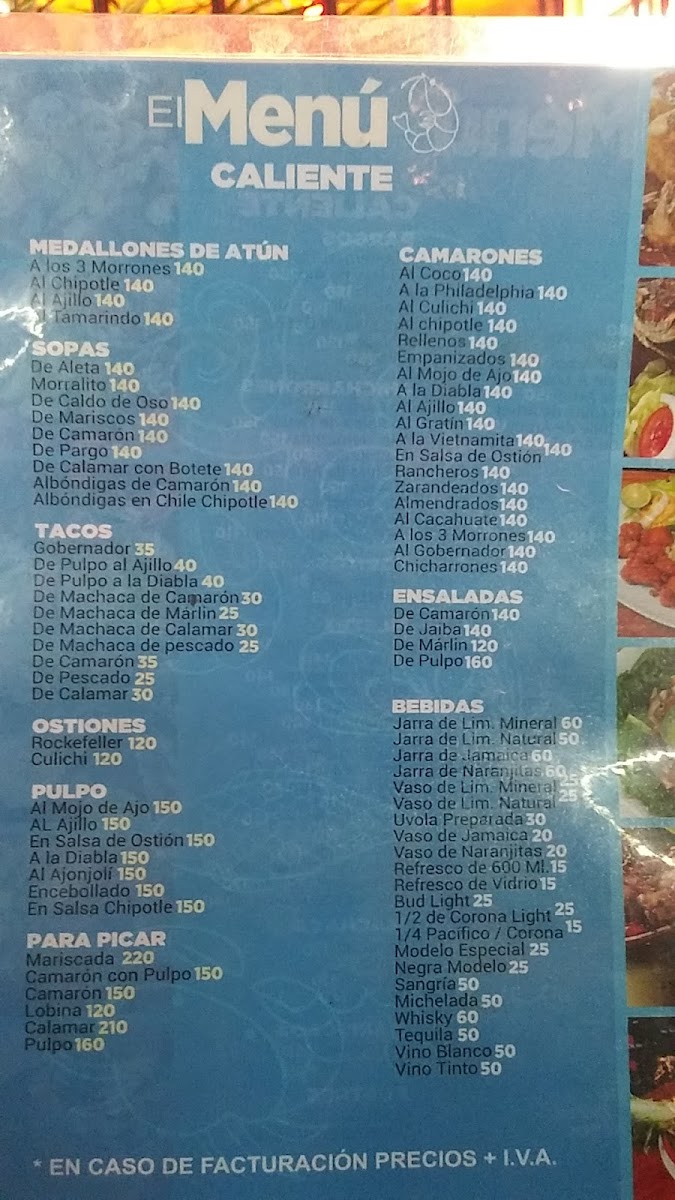 El Menú
CALIENTE
MEDALLONES DE ATÚN
A los 3 Morrones 140
Al Chipotle 140
Al Ajillo 140
Al Tamarindo 140
SOPAS
De Aleta 140
Morralito 140
De Caldo de Oso 140
De Mariscos 140
De Camarón 140
De Pargo 140
De Calamar con Botete 140
Albóndigas de Camarón 140
Albóndigas en Chile Chipotle 140
TACOS
Gobernador 35
De Pulpo al Ajillo 40
De Pulpo a la Diabla 40
De Machaca de Camarón 30
De Machaca de Márlin 25
De Machaca de Calamar 30
De Machaca de pescado 25
De Camarón 35
De Pescado 25
De Calamar 30
OSTIONES
Rockefeller 120
Culichi 120
PULPO
Al Mojo de Ajo 150
AL Ajillo 150
En Salsa de Ostión 150
A la Diabla 150
Al Ajonjolí 150
Encebollado 150
En Salsa Chipotle 150
PARA PICAR
Mariscada 220
Camarón con Pulpo 150
Camarón 150
Lobina 120
Calamar 210
Pulpo 160
CAMARONES
Al Coco 140
A la Philadelphia 140
Al Culichi 140
Al chipotle 140
Rellenos 140
Empanizados 140
Al Mojo de Ajo 140
A la Diabla 140
Al Ajillo 140
Al Gratín 140
A la Vietnamita 140
En Salsa de Ostión 140
Rancheros 140
Zarandeados 140
Almendrados 140
Al Cacahuate 140
A los 3 Morrones 140
Al Gobernador 140
Chicharrones 140
ENSALADAS
De Camarón 140
De Jaiba 140
De Márlin 120
De Pulpo 160
BEBIDAS
Jarra de Lim. Mineral 60
Jarra de Lim. Natural 50
Jarra de Jamaica 60
Jarra de Naranjitas 60
Vaso de Lim. Mineral 25
Vaso de Lim. Natural 25
Uvola Preparada 30
Vaso de Jamaica 20
Vaso de Naranjitas 20
Refresco de 600 Ml. 15
Refresco de Vidrio 15
Bud Light 25
1/2 de Corona Light 25
1/4 Pacífico / Corona 15
Modelo Especial 25
Negra Modelo 25
Sangría 50
Michelada 50
Whisky 60
Tequila 50
Vino Blanco 50
Vino Tinto 50
* EN CASO DE FACTURACIÓN PRECIOS + I.V.A.